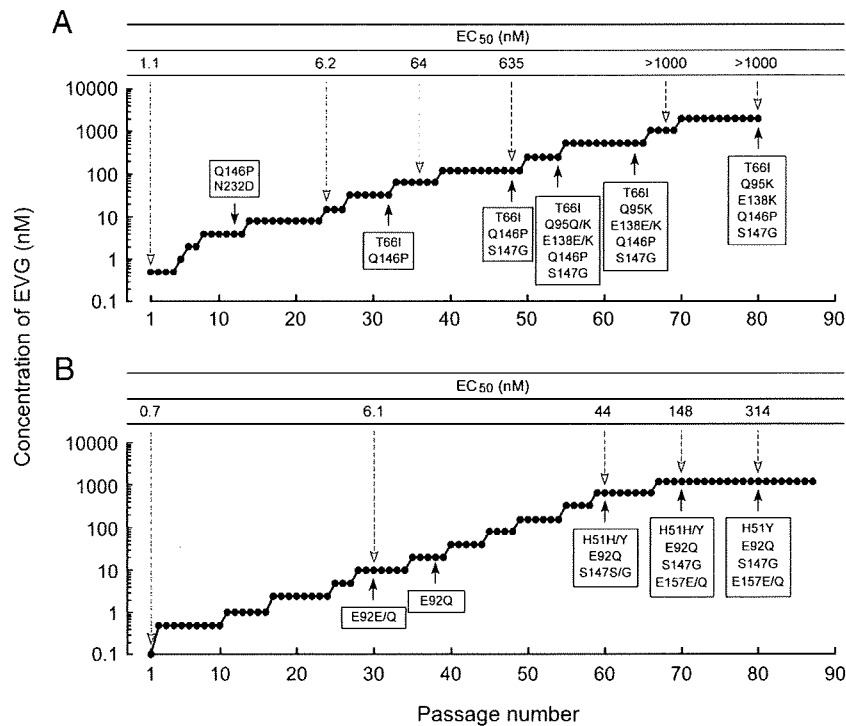 A
EC50 (nM)
1.1 6.2 64 635 >1000 >1000
10000
1000
100
10
1
0.1
Q146P
N232D
T66I
Q146P
T66I
Q146P
S147G
T66I
Q95Q/K
E138E/K
Q146P
S147G
T66I
Q95K
E138E/K
Q146P
S147G
T66I
Q95K
E138K
Q146P
S147G
1 10 20 30 40 50 60 70 80 90
Concentration of EVG (nM)
B
EC50 (nM)
0.7 6.1 44 148 314
10000
1000
100
10
1
0.1
E92E/Q
E92Q
H51H/Y
E92Q
S147S/G
H51H/Y
E92Q
S147G
E157E/Q
H51Y
E92Q
S147G
E157E/Q
1 10 20 30 40 50 60 70 80 90
Passage number